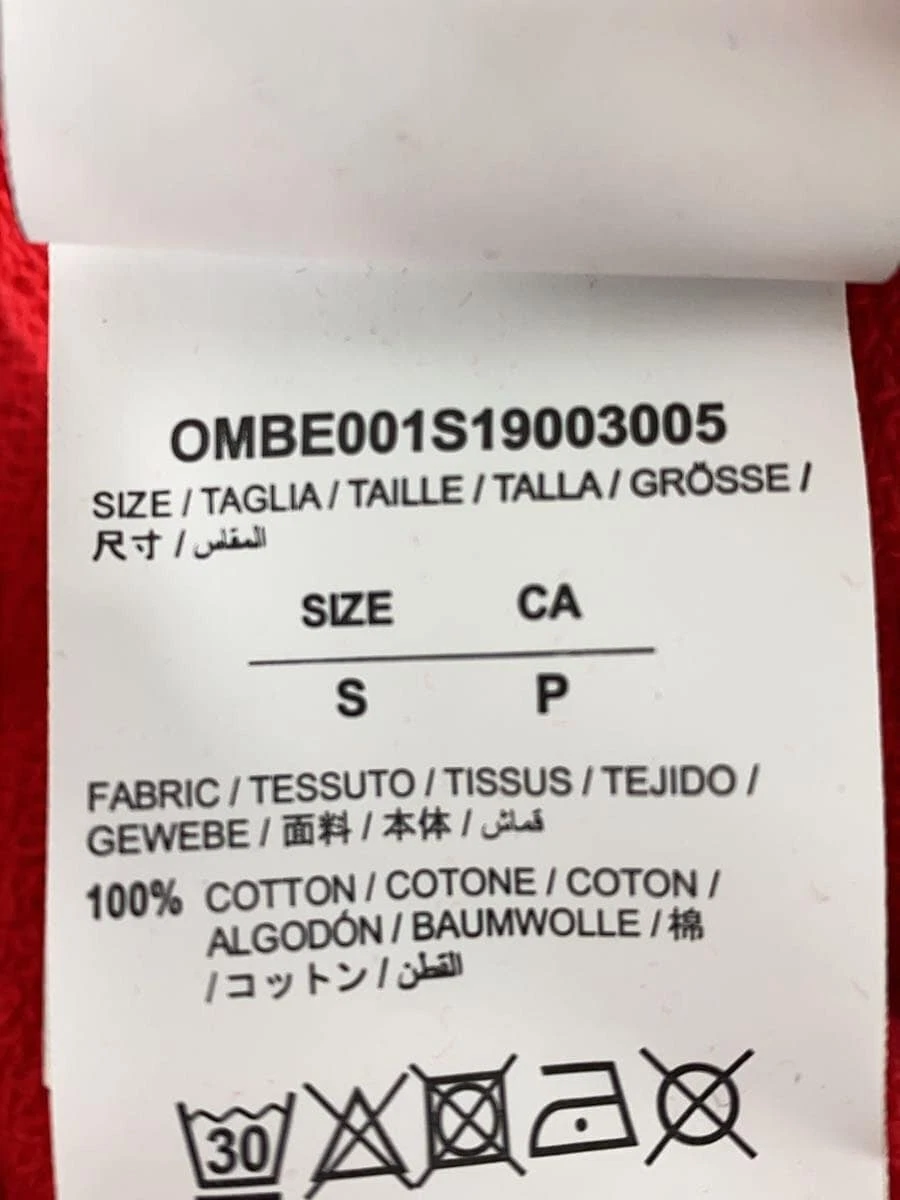 OMBE001S19003005
SIZE / TAGLIA / TAILLE / TALLA / GRÖSSE /
尺寸 / المقاس
SIZE CA
S P
FABRIC / TESSUTO / TISSUS / TEJIDO /
GEWEBE / 面料 / 本体 / قماش
100% COTTON / COTONE / COTON /
ALGODÓN / BAUMWOLLE / 棉
/ コットン / القطن
30